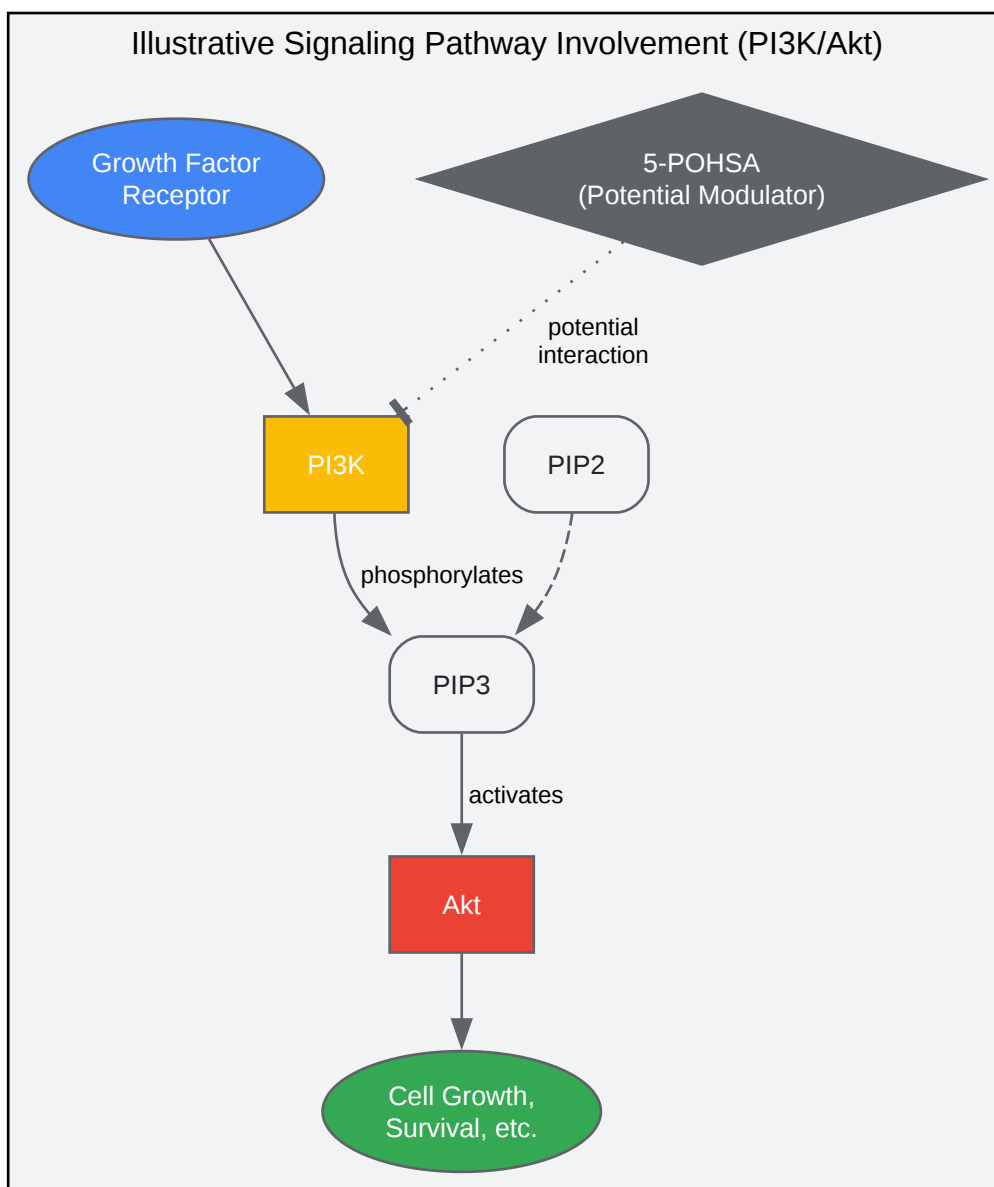 Illustrative Signaling Pathway Involvement (PI3K/Akt)
Growth Factor
Receptor
5-POHSA
(Potential Modulator)
potential
interaction
PI3K
PIP2
phosphorylates
PIP3
activates
Akt
Cell Growth,
Survival, etc.